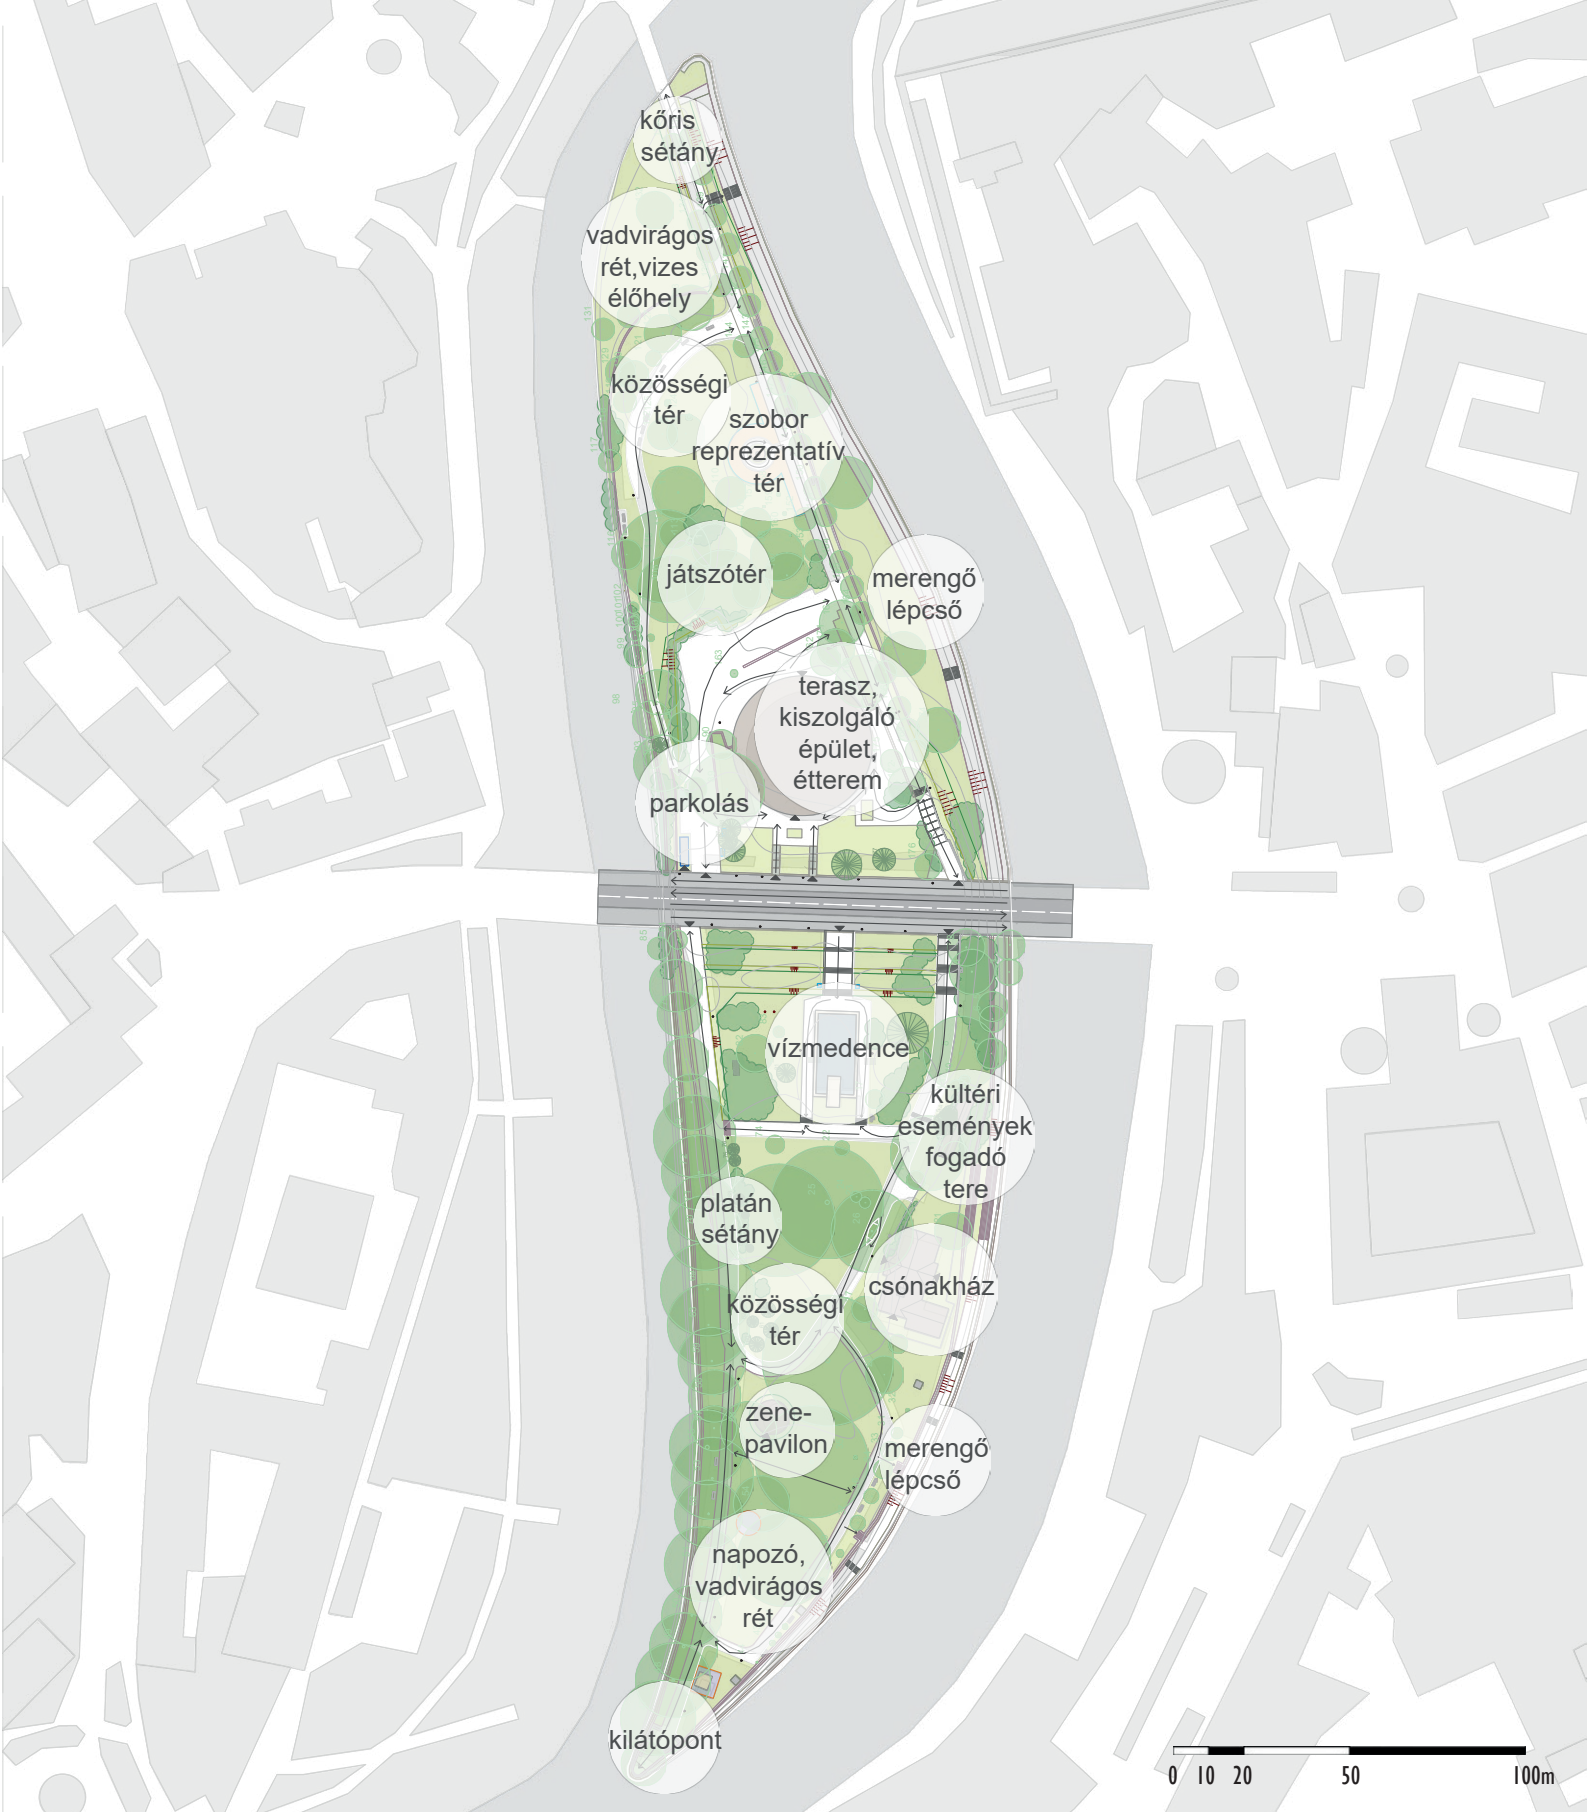 kőris
sétány
vadvirágos
rét,vizes
élőhely
közösségi
tér
szobor
reprezentatív
tér
játszótér
merengő
lépcső
terasz,
kiszolgáló
épület,
étterem
parkolás
vízmedence
kültéri
események
fogadó
tere
platán
sétány
csónakház
közösségi
tér
zene-
pavilon
merengő
lépcső
napozó,
vadvirágos
rét
kilátópont
0 10 20 50 100m